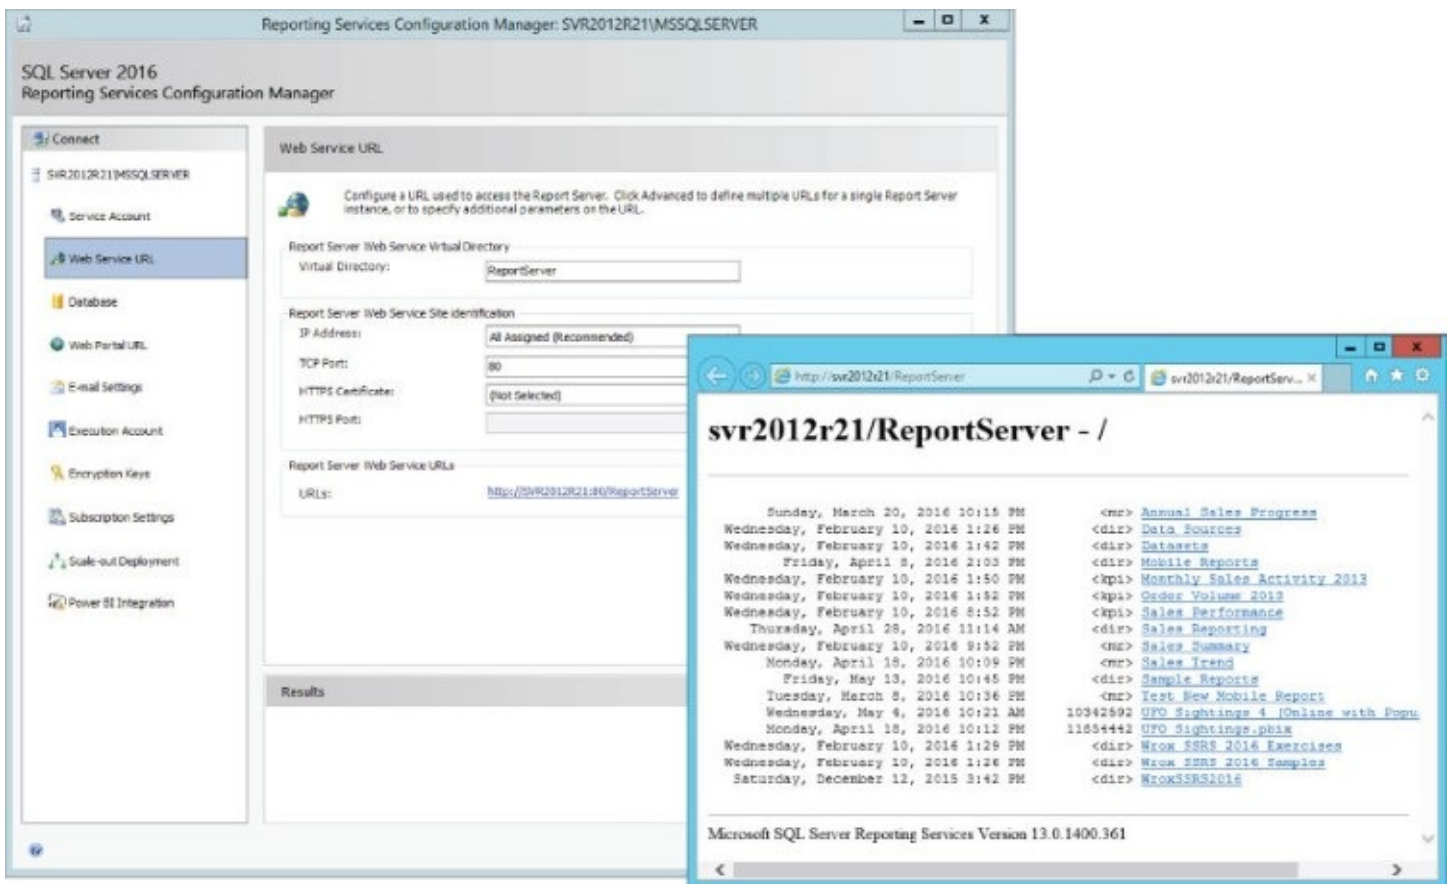 Reporting Services Configuration Manager: SVR2012R21\MSSQLSERVER
SQL Server 2016
Reporting Services Configuration Manager
Connect
SVR2012R21\MSSQLSERVER
Service Account
Web Service URL
Database
Web Portal URL
E-mail Settings
Execution Account
Encryption Keys
Subscription Settings
Scale-out Deployment
Power BI Integration
Web Service URL
Configure a URL used to access the Report Server. Click Advanced to define multiple URLs for a single Report Server
instance, or to specify additional parameters on the URL.
Report Server Web Service Virtual Directory
Virtual Directory: ReportServer
Report Server Web Service Site identification
IP Address: All Assigned (Recommended)
TCP Port: 80
HTTPS Certificate: (Not Selected)
HTTPS Port:
Report Server Web Service URLs
URLs: http://SVR2012R21:80/ReportServer
Results
http://svr2012r21/ReportServer
svr2012r21/ReportServ...
svr2012r21/ReportServer - /
Sunday, March 20, 2016 10:15 PM <mr> Annual Sales Progress
Wednesday, February 10, 2016 1:26 PM <dir> Data Sources
Wednesday, February 10, 2016 1:42 PM <dir> Datasets
Friday, April 8, 2016 2:03 PM <dir> Mobile Reports
Wednesday, February 10, 2016 1:50 PM <kpi> Monthly Sales Activity 2013
Wednesday, February 10, 2016 1:52 PM <kpi> Order Volume 2013
Wednesday, February 10, 2016 8:52 PM <kpi> Sales Performance
Thursday, April 28, 2016 11:14 AM <dir> Sales Reporting
Wednesday, February 10, 2016 9:52 PM <mr> Sales Summary
Monday, April 18, 2016 10:09 PM <mr> Sales Trend
Friday, May 13, 2016 10:45 PM <dir> Sample Reports
Tuesday, March 8, 2016 10:36 PM <mr> Test New Mobile Report
Wednesday, May 4, 2016 10:21 AM 10342592 UFO Sightings 4 (Online with Popu
Monday, April 18, 2016 10:12 PM 11854442 UFO Sightings.pbix
Wednesday, February 10, 2016 1:29 PM <dir> Wrox SSRS 2016 Exercises
Wednesday, February 10, 2016 1:26 PM <dir> Wrox SSRS 2016 Samples
Saturday, December 12, 2015 3:42 PM <dir> WroxSSRS2016
Microsoft SQL Server Reporting Services Version 13.0.1400.361